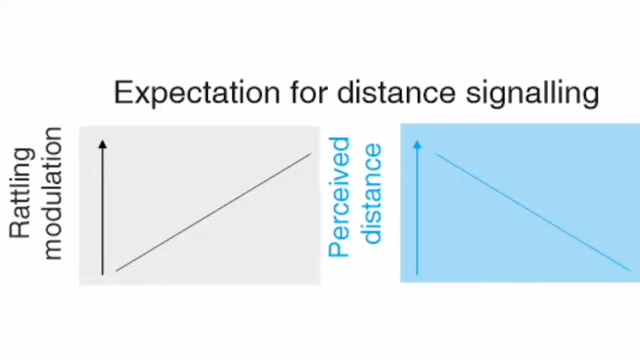 Expectation for distance signalling
Rattling
modulation
Perceived
distance